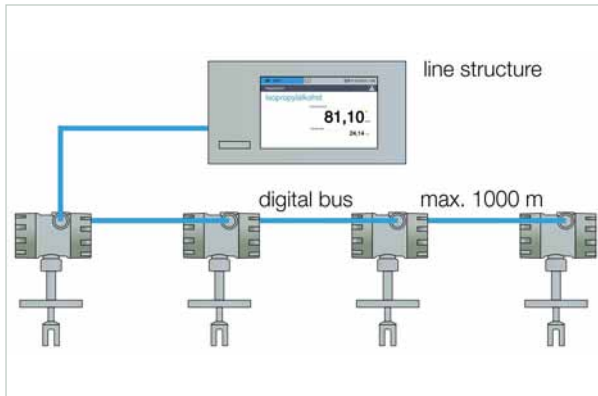 line structure
Isopropylalkohol
81,10
24,14
digital bus
max. 1000 m